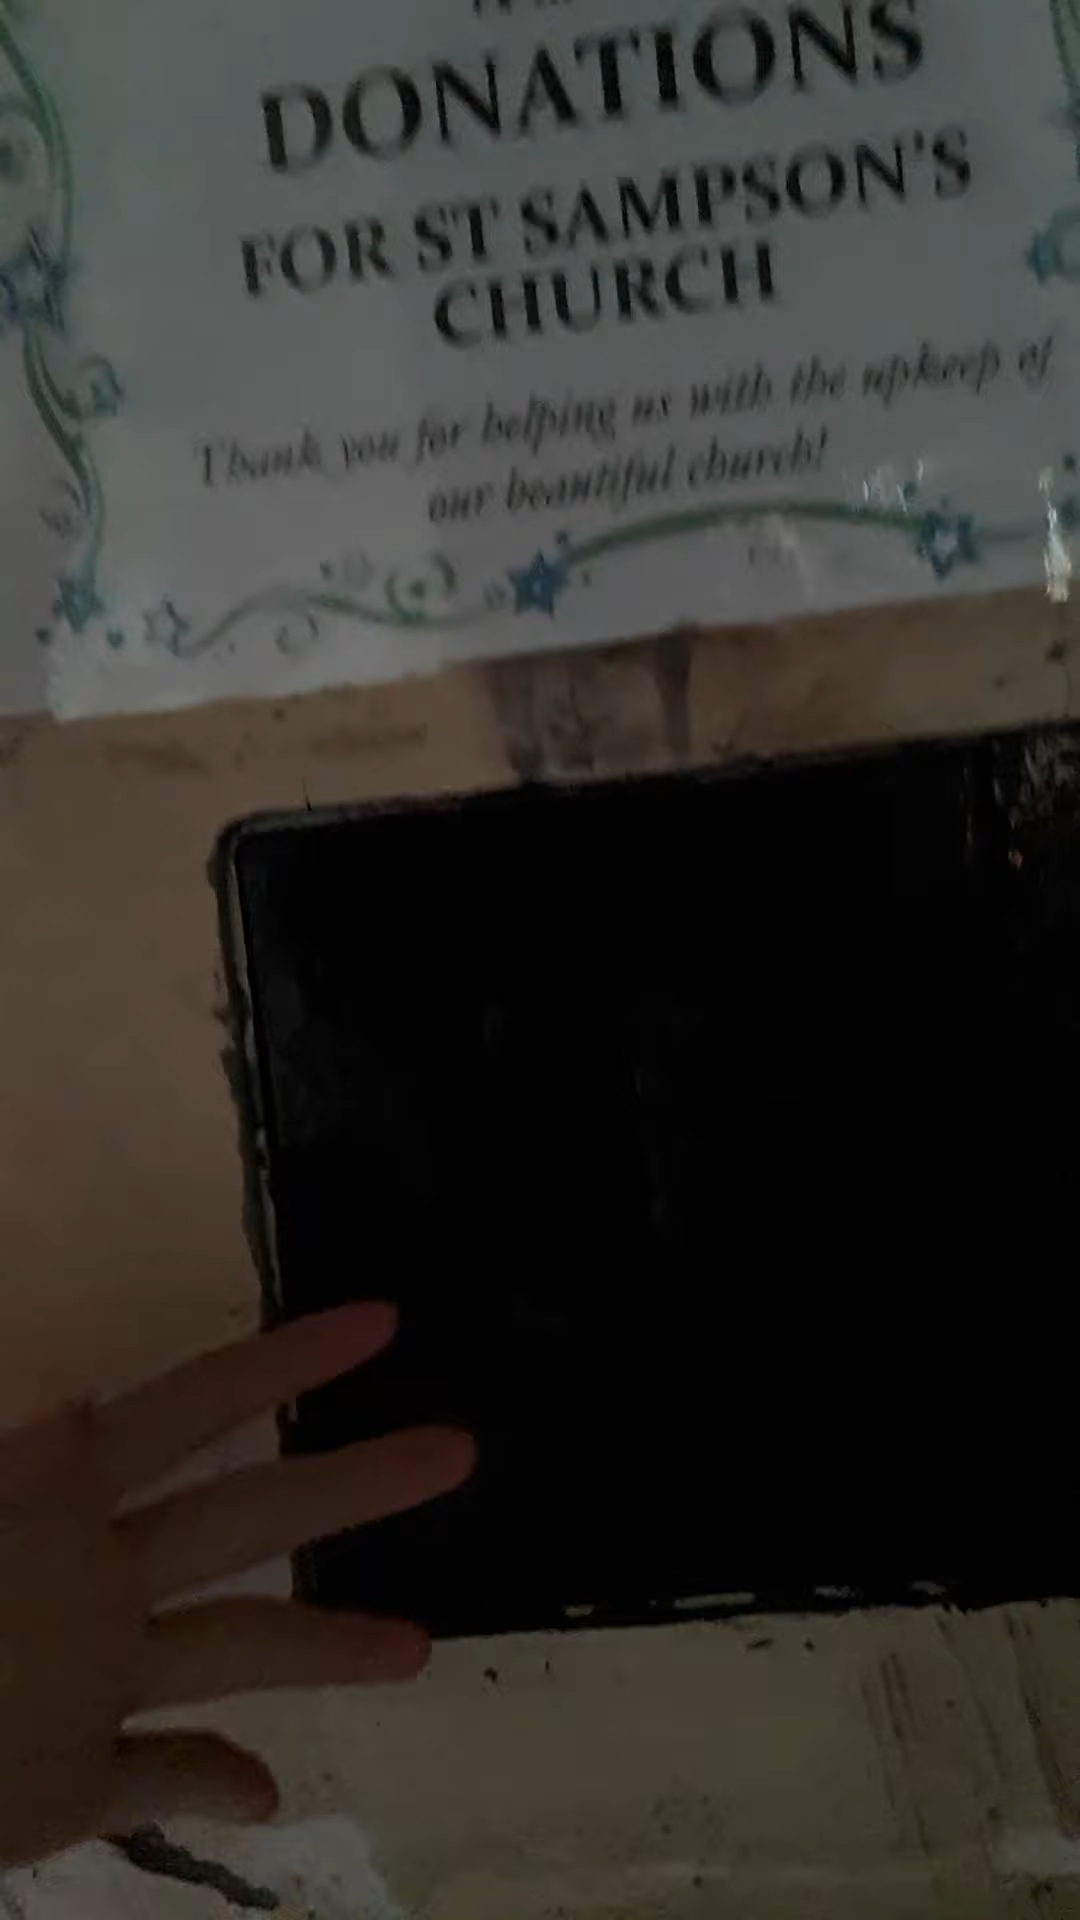 DONATIONS
FOR ST SAMPSON'S
CHURCH
Thank you for helping us with the upkeep of
our beautiful church!